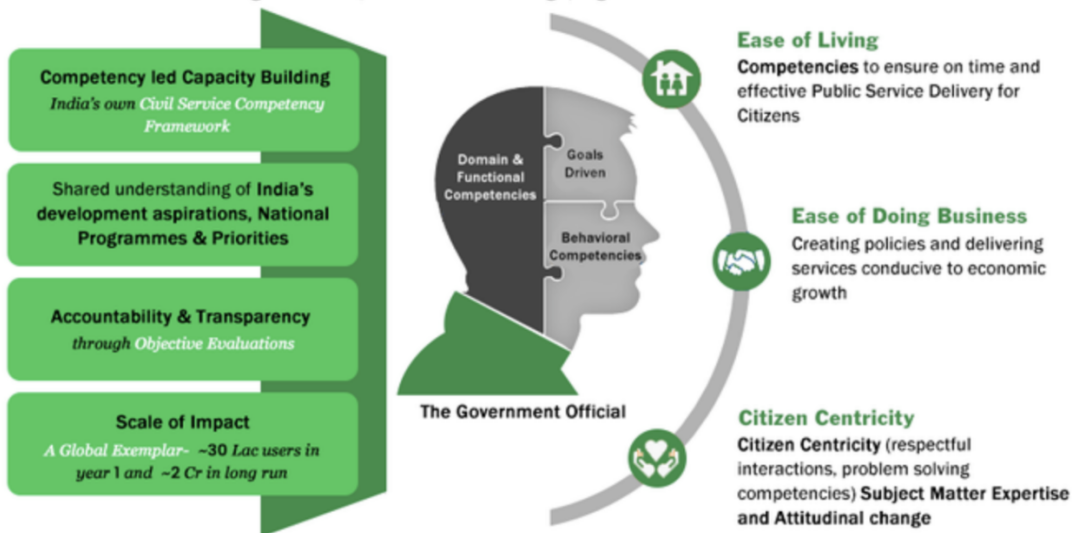 Competency led Capacity Building
India's own Civil Service Competency
Framework
Shared understanding of India's
development aspirations, National
Programmes & Priorities
Accountability & Transparency
through Objective Evaluations
Scale of Impact
A Global Exemplar- ~30 Lac users in
year 1 and ~2 Cr in long run
Domain &
Functional
Competencies
Goals
Driven
Behavioral
Competencies
The Government Official
Ease of Living
Competencies to ensure on time and
effective Public Service Delivery for
Citizens
Ease of Doing Business
Creating policies and delivering
services conducive to economic
growth
Citizen Centricity
Citizen Centricity (respectful
interactions, problem solving
competencies) Subject Matter Expertise
and Attitudinal change